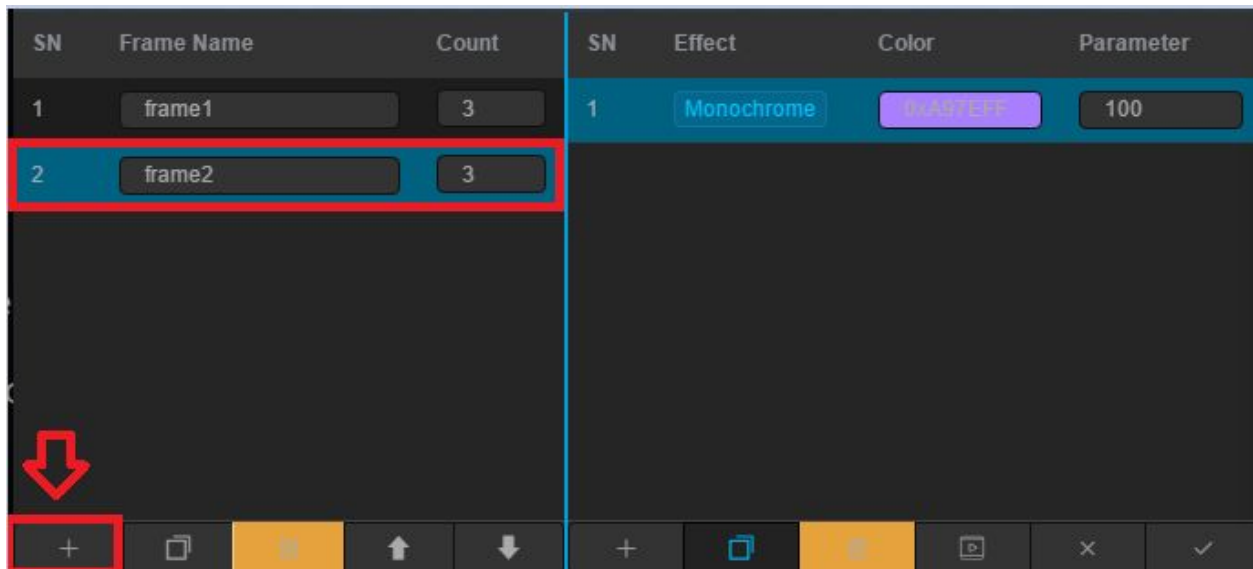 SN Frame Name Count SN Effect Color Parameter
1 frame1 3 1 Monochrome 0xA97EFF 100
2 frame2 3